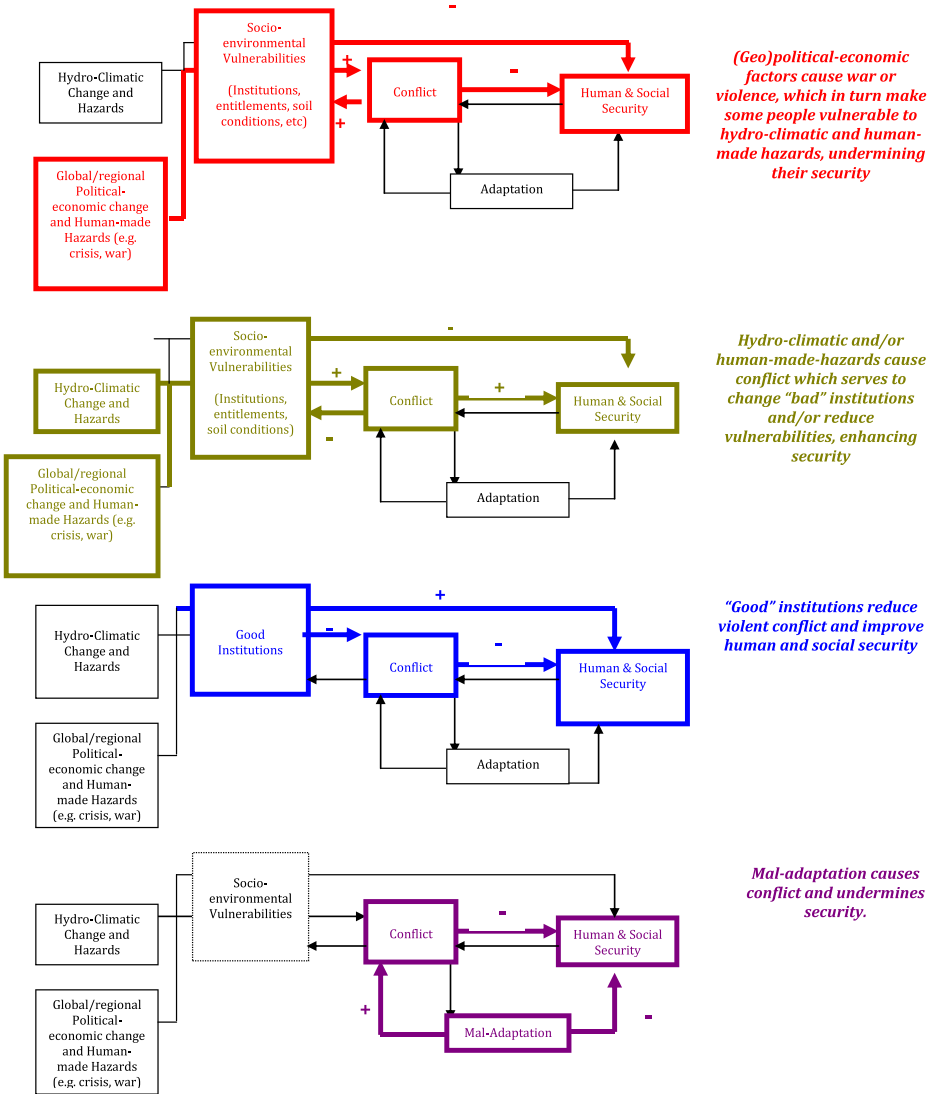 -
Socio-
environmental
Vulnerabilities
(Institutions,
entitlements, soil
conditions, etc)
Hydro-Climatic
Change and
Hazards
Global/regional
Political-
economic change
and Human-made
Hazards (e.g.
crisis, war)
+
+
Conflict
-
Human & Social
Security
Adaptation
(Geo)political-economic
factors cause war or
violence, which in turn make
some people vulnerable to
hydro-climatic and human-
made hazards, undermining
their security
-
Socio-
environmental
Vulnerabilities
(Institutions,
entitlements,
soil conditions)
Hydro-Climatic
Change and
Hazards
Global/regional
Political-economic
change and Human-
made Hazards (e.g.
crisis, war)
+
-
Conflict
+
Human & Social
Security
Adaptation
Hydro-climatic and/or
human-made-hazards cause
conflict which serves to
change “bad” institutions
and/or reduce
vulnerabilities, enhancing
security
+
Good
Institutions
Hydro-Climatic
Change and
Hazards
Global/regional
Political-
economic change
and Human-
made Hazards
(e.g. crisis, war)
-
Conflict
-
Human & Social
Security
Adaptation
“Good” institutions reduce
violent conflict and improve
human and social security
Socio-
environmental
Vulnerabilities
Hydro-Climatic
Change and
Hazards
Global/regional
Political-
economic change
and Human-
made Hazards
(e.g. crisis, war)
Conflict
-
Human & Social
Security
+
Mal-Adaptation
-
Mal-adaptation causes
conflict and undermines
security.